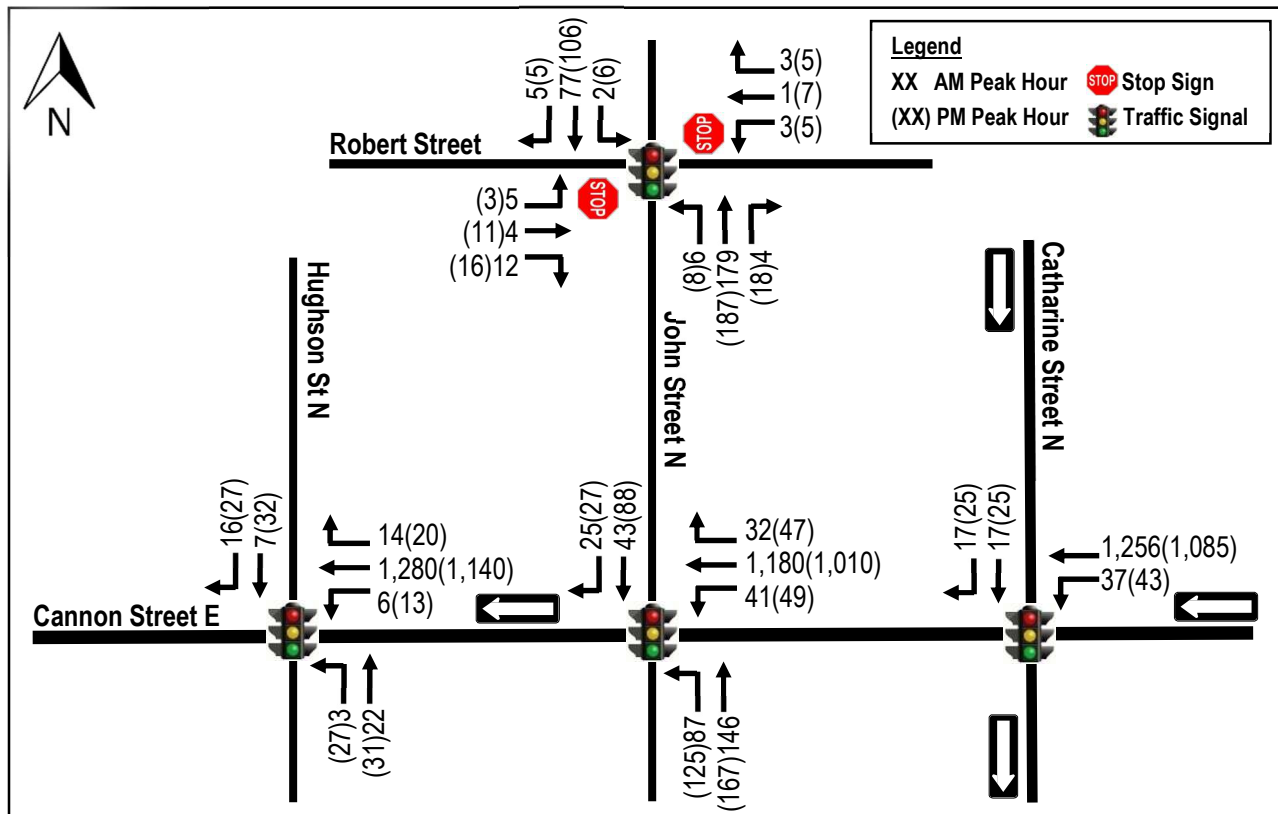 N
Legend
XX AM Peak Hour STOP Stop Sign
(XX) PM Peak Hour Traffic Signal
5(5)
77(106)
2(6)
3(5)
1(7)
3(5)
STOP
Robert Street
STOP
(3)5
(11)4
(16)12
(8)6
(187)179
(18)4
Hughson St N
John Street N
Catharine Street N
16(27)
7(32)
14(20)
1,280(1,140)
6(13)
25(27)
43(88)
32(47)
1,180(1,010)
41(49)
17(25)
17(25)
1,256(1,085)
37(43)
Cannon Street E
(27)3
(31)22
(125)87
(167)146